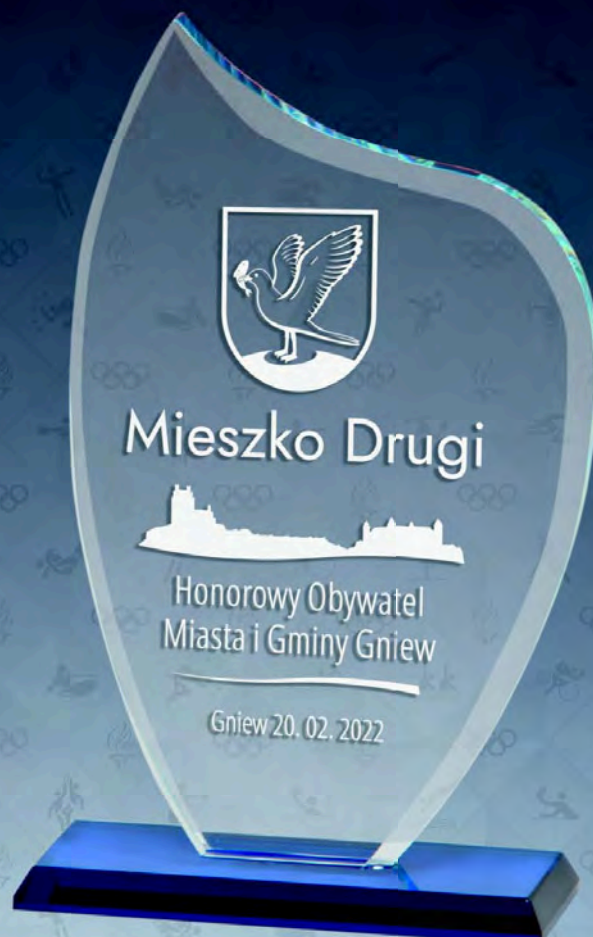 Mieszko Drugi
Honorowy Obywatel
Miasta i Gminy Gniew
Gniew 20. 02. 2022